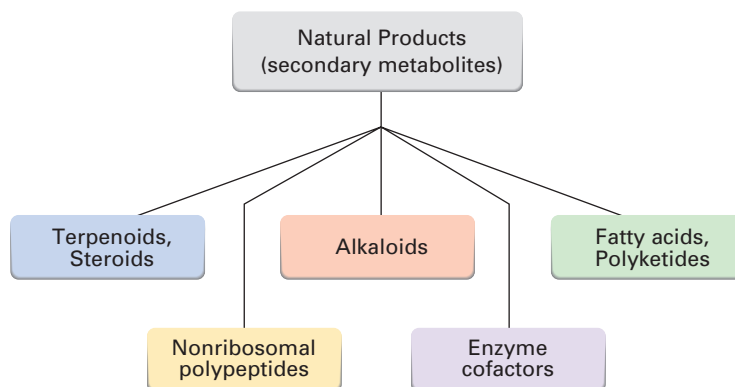 Natural Products
(secondary metabolites)
Terpenoids,
Steroids
Alkaloids
Fatty acids,
Polyketides
Nonribosomal
polypeptides
Enzyme
cofactors